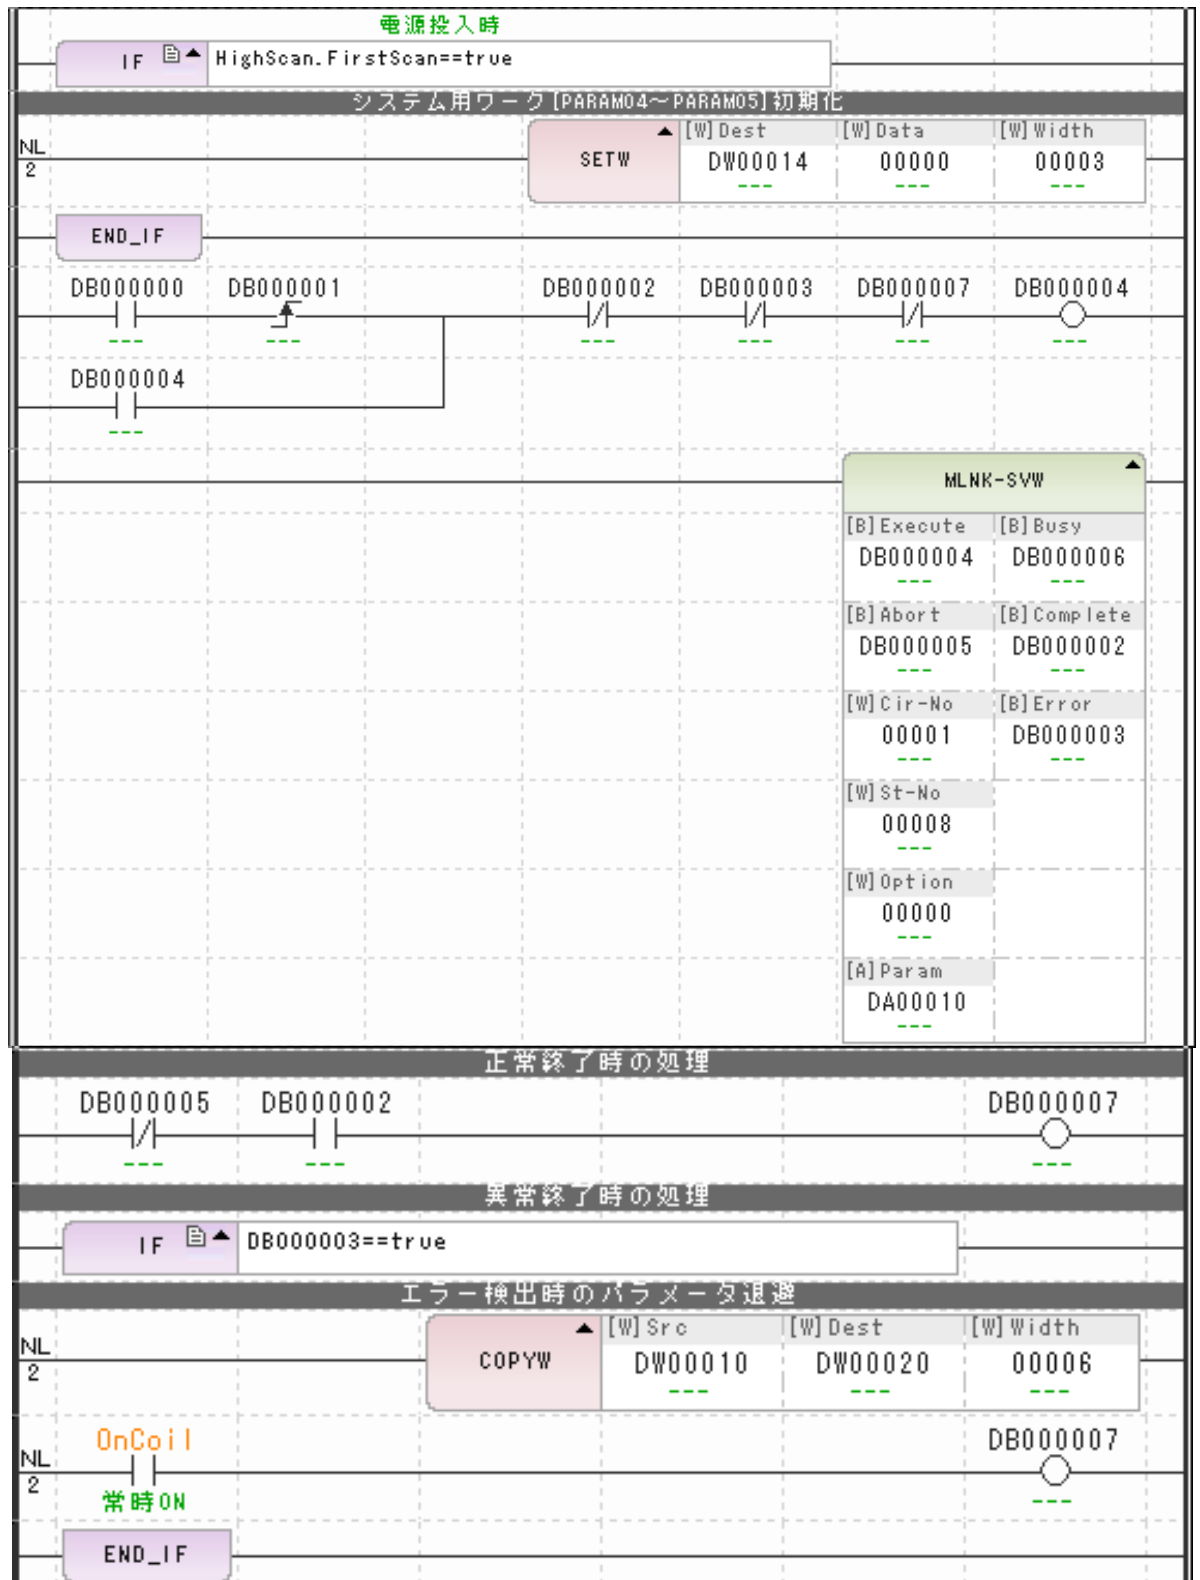 電源投入時
IF HighScan.FirstScan==true
システム用ワーク[PARAM04～PARAM05]初期化
NL
2
SETW
[W]Dest [W]Data [W]Width
DW00014 00000 00003
--- --- ---
END_IF
DB000000 DB000001 DB000002 DB000003 DB000007 DB000004
--- --- --- --- --- ---
DB000004
---
MLNK-SVW
[B]Execute [B]Busy
DB000004 DB000006
--- ---
[B]Abort [B]Complete
DB000005 DB000002
--- ---
[W]Cir-No [B]Error
00001 DB000003
--- ---
[W]St-No
00008
---
[W]Option
00000
---
[A]Param
DA00010
---
正常終了時の処理
DB000005 DB000002 DB000007
--- --- ---
異常終了時の処理
IF DB000003==true
エラー検出時のパラメータ退避
NL
2
COPYW
[W]Src [W]Dest [W]Width
DW00010 DW00020 00006
--- --- ---
NL
2
OnCoil DB000007
常時ON ---
END_IF